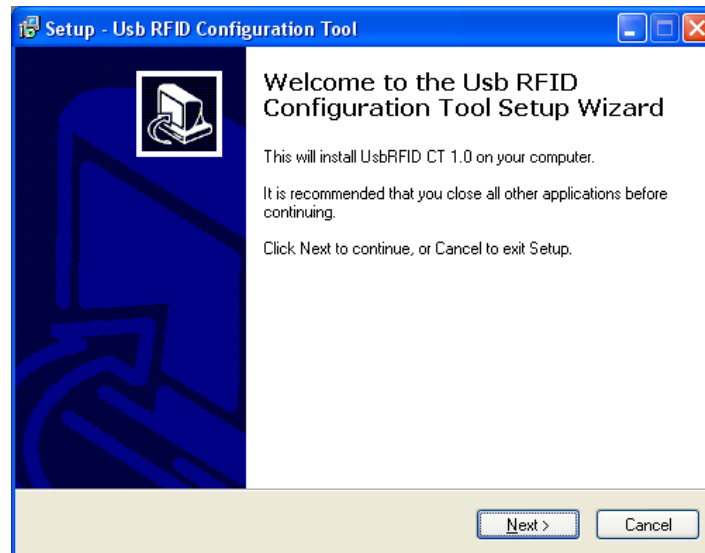 Setup - Usb RFID Configuration Tool
Welcome to the Usb RFID
Configuration Tool Setup Wizard
This will install UsbRFID CT 1.0 on your computer.
It is recommended that you close all other applications before
continuing.
Click Next to continue, or Cancel to exit Setup.
Next >
Cancel